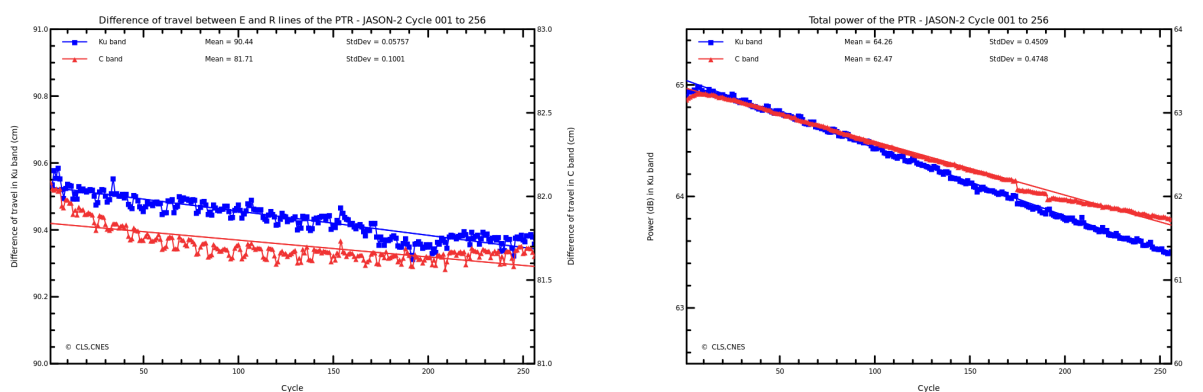 Difference of travel between E and R lines of the PTR - JASON-2 Cycle 001 to 256
91.0
90.8
90.6
90.4
90.2
90.0
83.0
82.5
82.0
81.5
81.0
Ku band Mean = 90.44 StdDev = 0.05757
C band Mean = 81.71 StdDev = 0.1001
Difference of travel in Ku band (cm)
Difference of travel in C band (cm)
© CLS,CNES
50 100 150 200 250
Cycle
Total power of the PTR - JASON-2 Cycle 001 to 256
65
64
63
64
63
62
61
60
Ku band Mean = 64.26 StdDev = 0.4509
C band Mean = 62.47 StdDev = 0.4748
Power (dB) in Ku band
© CLS,CNES
50 100 150 200 250
Cycle